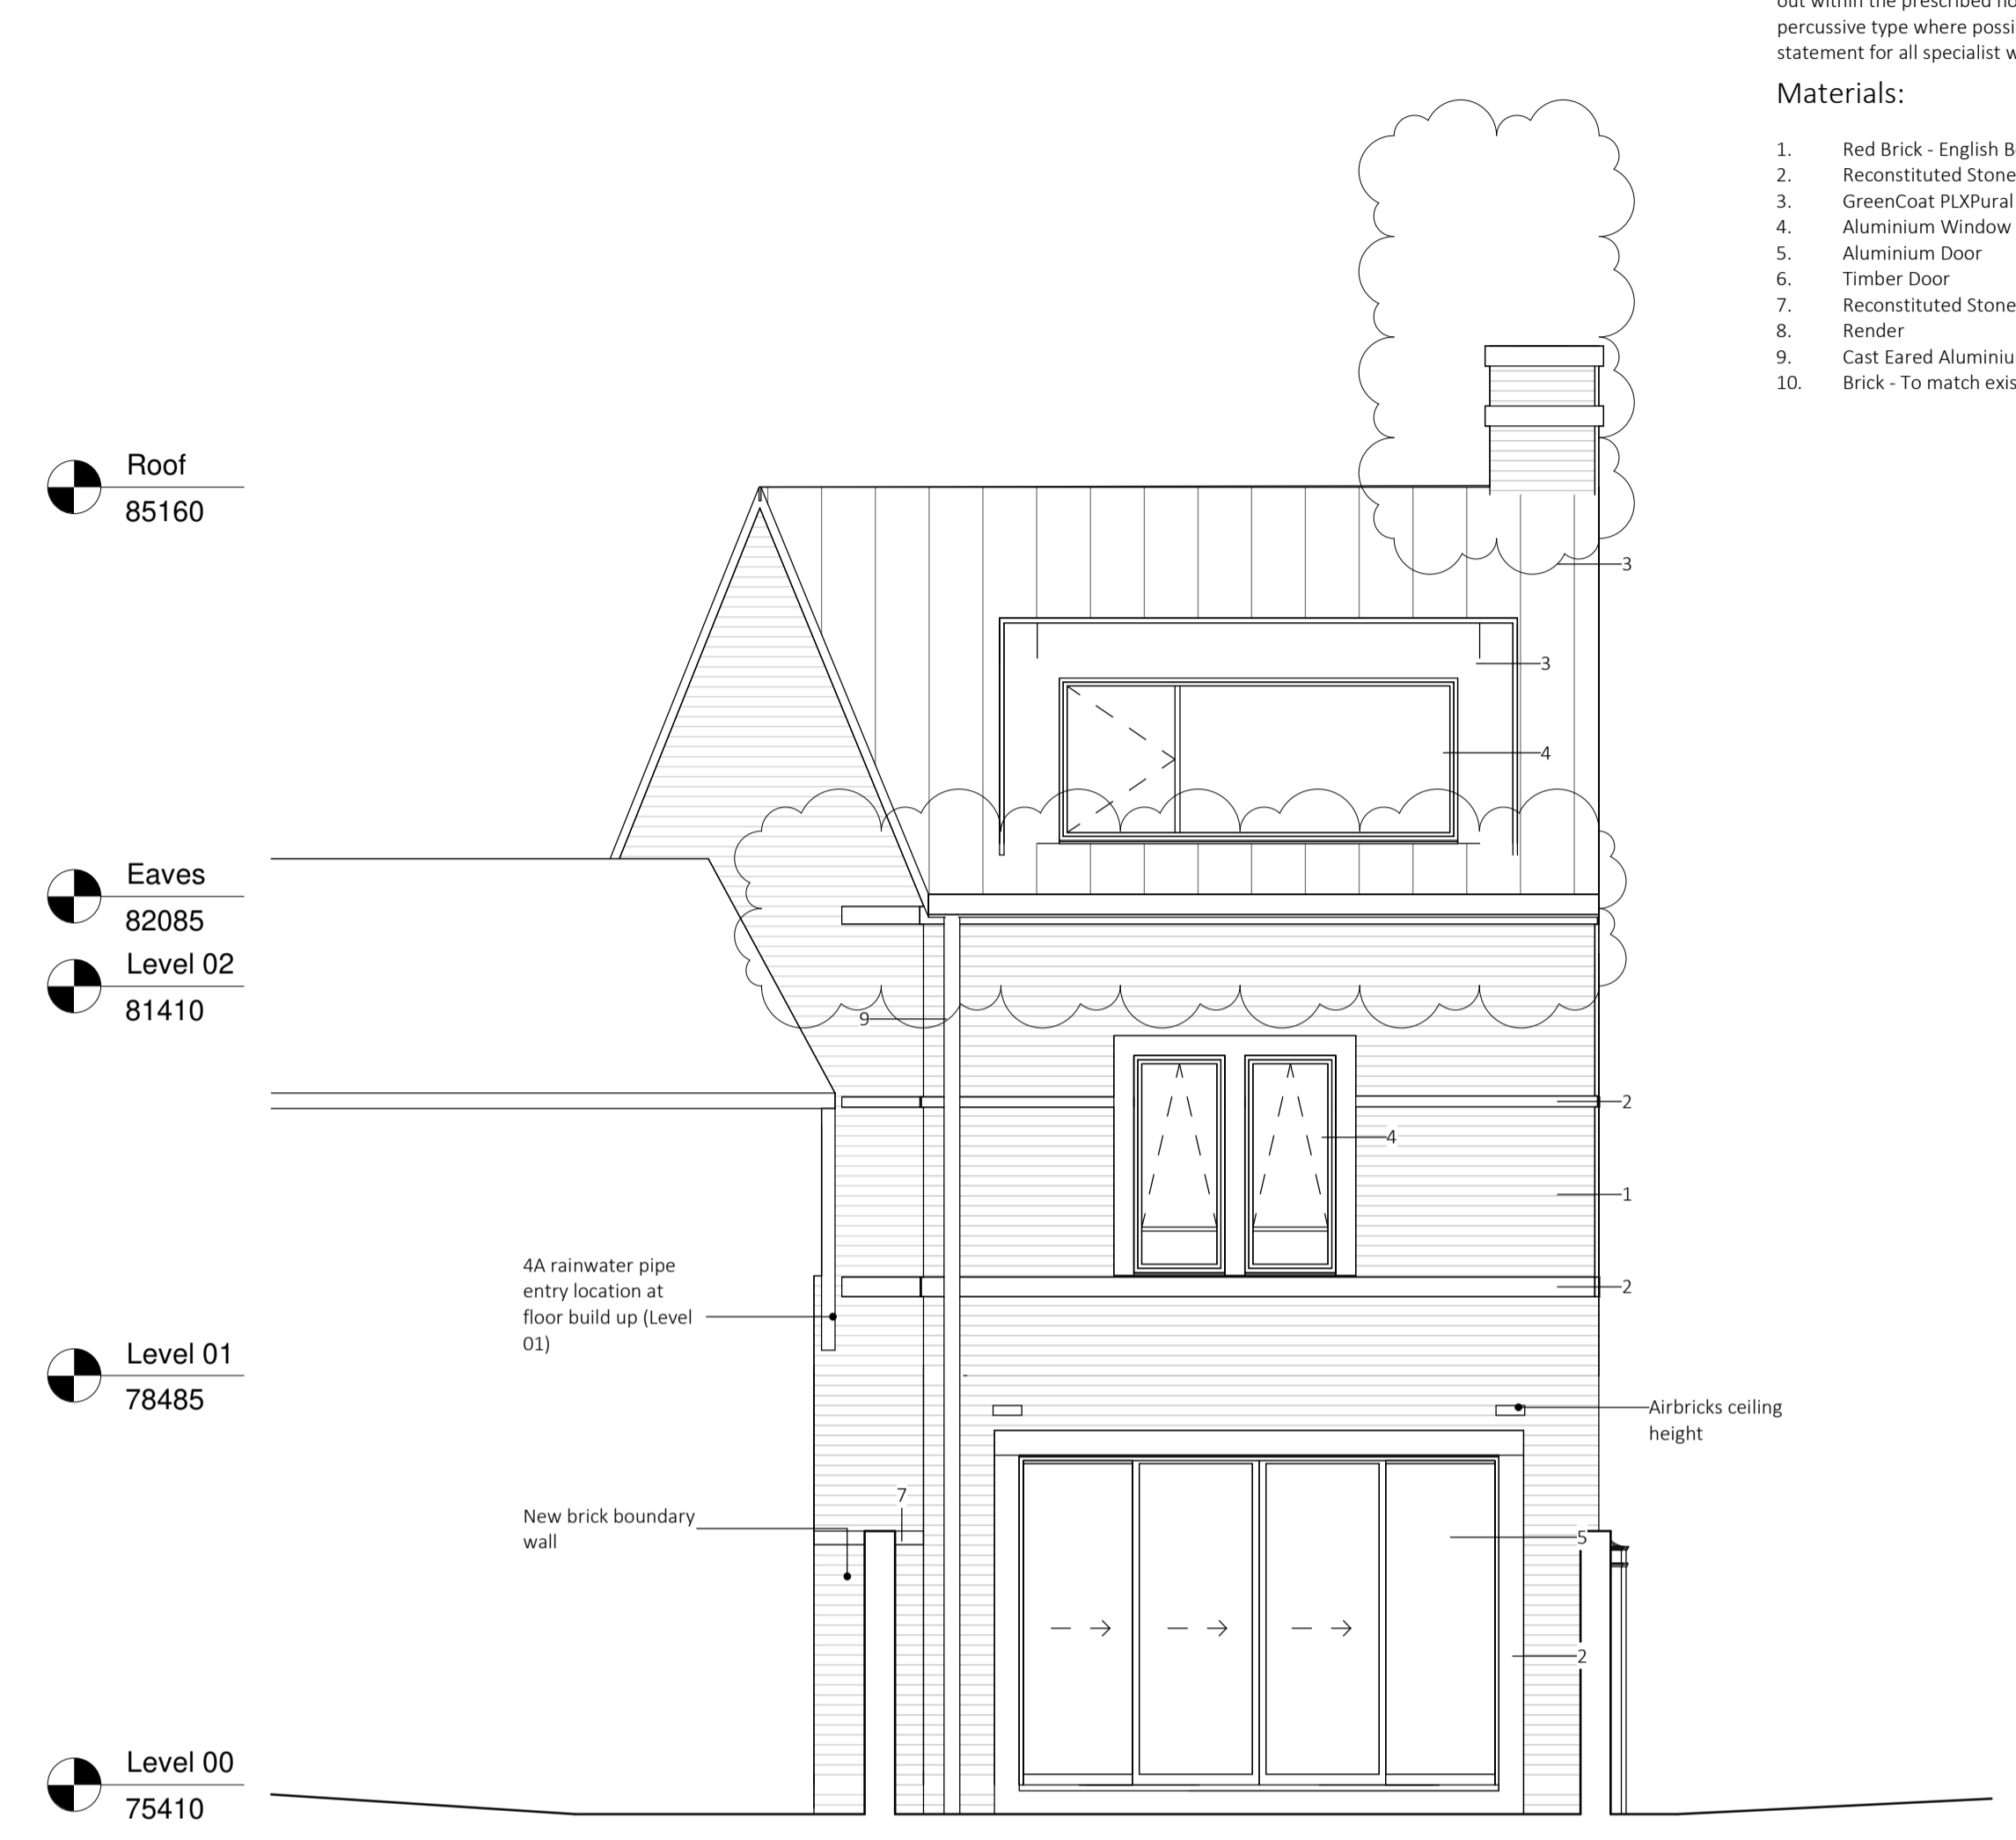 out within the prescribed
percussive type where
statement for all specialist
Materials:
1. Red Brick - English
2. Reconstituted Stone
3. GreenCoat PLXPural
4. Aluminium Window
5. Aluminium Door
6. Timber Door
7. Reconstituted Stone
8. Render
9. Cast Eared
10. Brick - To match
Roof
85160
3
3
4
Eaves
82085
Level 02
81410
9
2
4
1
4A rainwater pipe
entry location at
floor build up (Level
01)
2
Level 01
78485
Airbricks ceiling
height
7
New brick boundary
wall
5
2
Level 00
75410